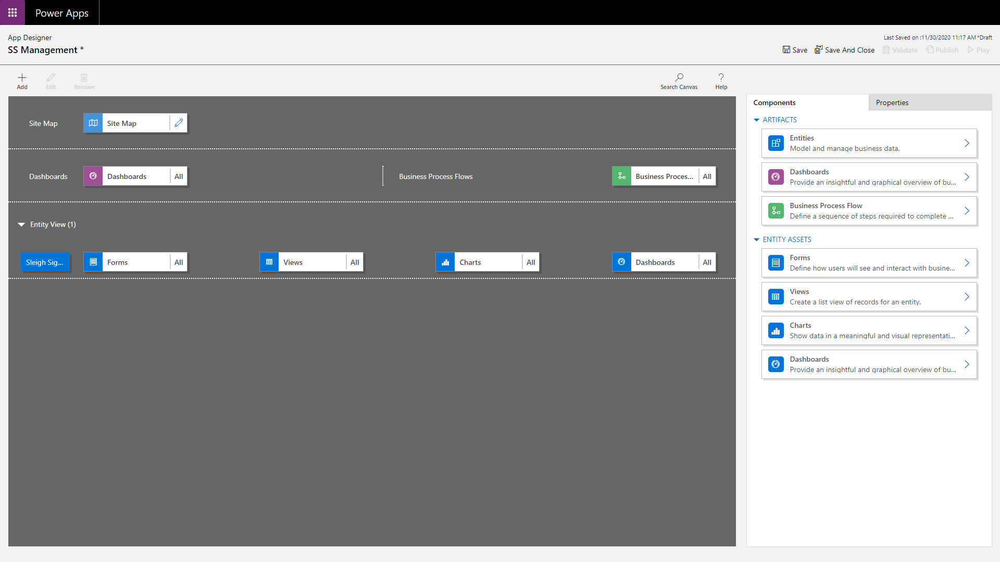 Power Apps
App Designer
SS Management *
Last Saved on :11/30/2020 11:17 AM *Draft
Save
Save And Close
Validate
Publish
Play
Add
Edit
Remove
Search Canvas
Help
Site Map
Site Map
Dashboards
Dashboards
All
Business Process Flows
Business Proces...
All
Entity View (1)
Sleigh Sig...
Forms
All
Views
All
Charts
All
Dashboards
All
Components
Properties
ARTIFACTS
Entities
Model and manage business data.
Dashboards
Provide an insightful and graphical overview of bu...
Business Process Flow
Define a sequence of steps required to complete ...
ENTITY ASSETS
Forms
Define how users will see and interact with busine...
Views
Create a list view of records for an entity.
Charts
Show data in a meaningful and visual representati...
Dashboards
Provide an insightful and graphical overview of bu...